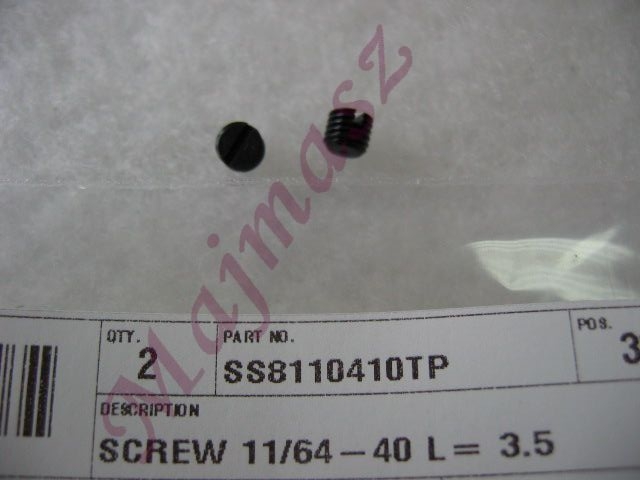 Majmasz
QTY. PART NO. POS.
2 SS8110410TP 3
DESCRIPTION
SCREW 11/64-40 L= 3.5